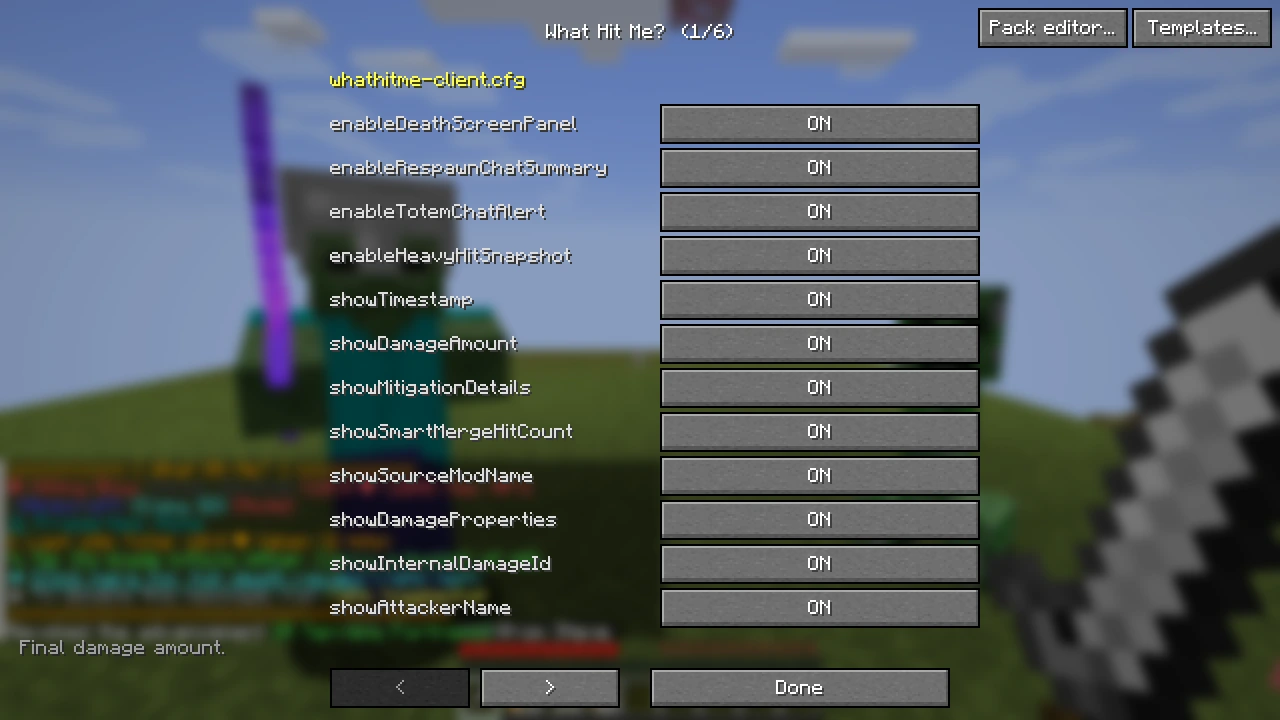 What Hit Me? (1/6)
Pack editor...
Templates...
whathitme-client.cfg
enableDeathScreenPanel ON
enableRespawnChatSummary ON
enableTotemChatAlert ON
enableHeavyHitSnapshot ON
showTimestamp ON
showDamageAmount ON
showMitigationDetails ON
showSmartMergeHitCount ON
showSourceModName ON
showDamageProperties ON
showInternalDamageId ON
showAttackerName ON
Final damage amount.
< > Done